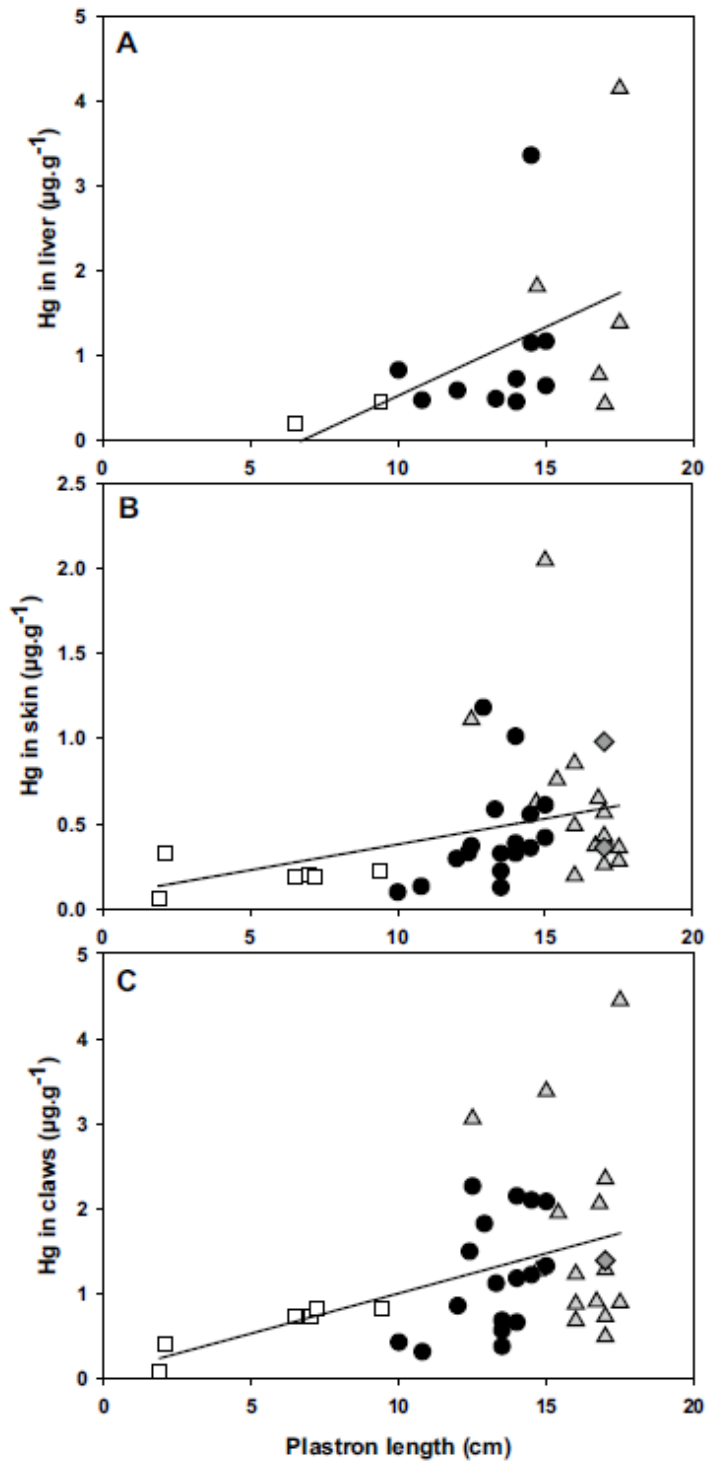 A
Hg in liver (µg.g-1)
5
4
3
2
1
0
0 5 10 15 20
B
Hg in skin (µg.g-1)
2.5
2.0
1.5
1.0
0.5
0.0
0 5 10 15 20
C
Hg in claws (µg.g-1)
5
4
3
2
1
0
0 5 10 15 20
Plastron length (cm)